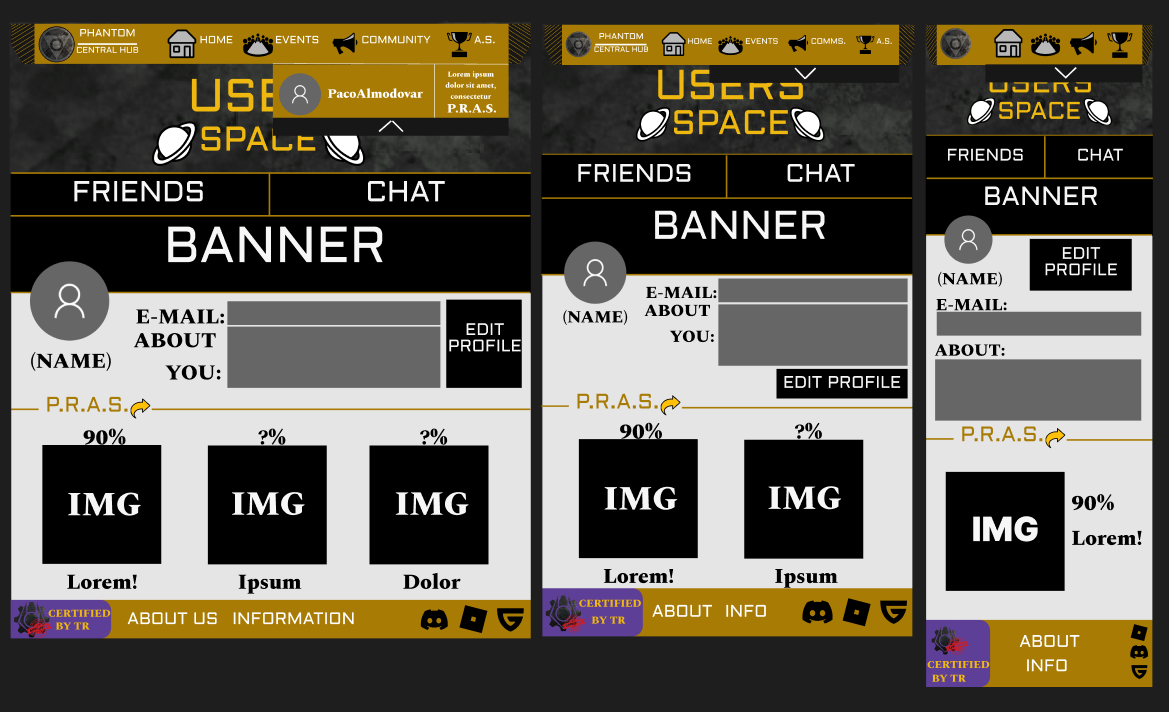 PHANTOM
CENTRAL HUB
HOME
EVENTS
COMMUNITY
A.S.
PacoAlmodovar
Lorem ipsum
dolor sit amet,
consectetur
P.R.A.S.
USE
SPACE
FRIENDS
CHAT
BANNER
(NAME)
E-MAIL:
ABOUT
YOU:
EDIT
PROFILE
P.R.A.S.
90%
?%
?%
IMG
IMG
IMG
Lorem!
Ipsum
Dolor
CERTIFIED
BY TR
ABOUT US
INFORMATION
PHANTOM
CENTRAL HUB
HOME
EVENTS
COMMS.
A.S.
USERS
SPACE
FRIENDS
CHAT
BANNER
(NAME)
E-MAIL:
ABOUT
YOU:
EDIT PROFILE
P.R.A.S.
90%
?%
IMG
IMG
Lorem!
Ipsum
CERTIFIED
BY TR
ABOUT
INFO
USERS
SPACE
FRIENDS
CHAT
BANNER
(NAME)
EDIT
PROFILE
E-MAIL:
ABOUT:
P.R.A.S.
IMG
90%
Lorem!
CERTIFIED
BY TR
ABOUT
INFO